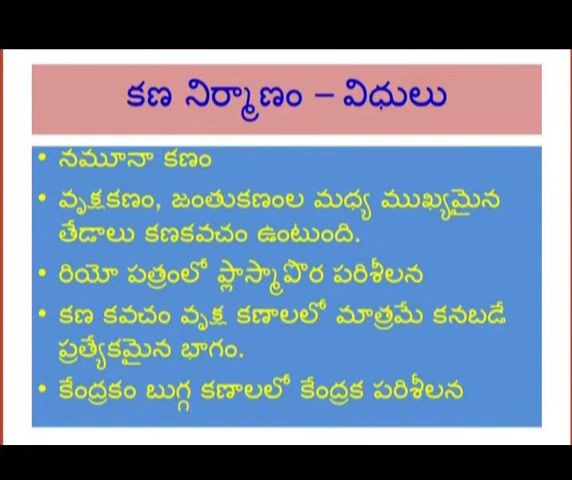 కణ నిర్మాణం – విధులు
• నమూనా కణం
• వృక్షకణం, జంతుకణంల మధ్య ముఖ్యమైన
తేడాలు కణకవచం ఉంటుంది.
• రియో పత్రంలో ప్లాస్మాపొర పరిశీలన
• కణ కవచం వృక్ష కణాలలో మాత్రమే కనబడే
ప్రత్యేకమైన భాగం.
• కేంద్రకం బుగ్గ కణాలలో కేంద్రక పరిశీలన